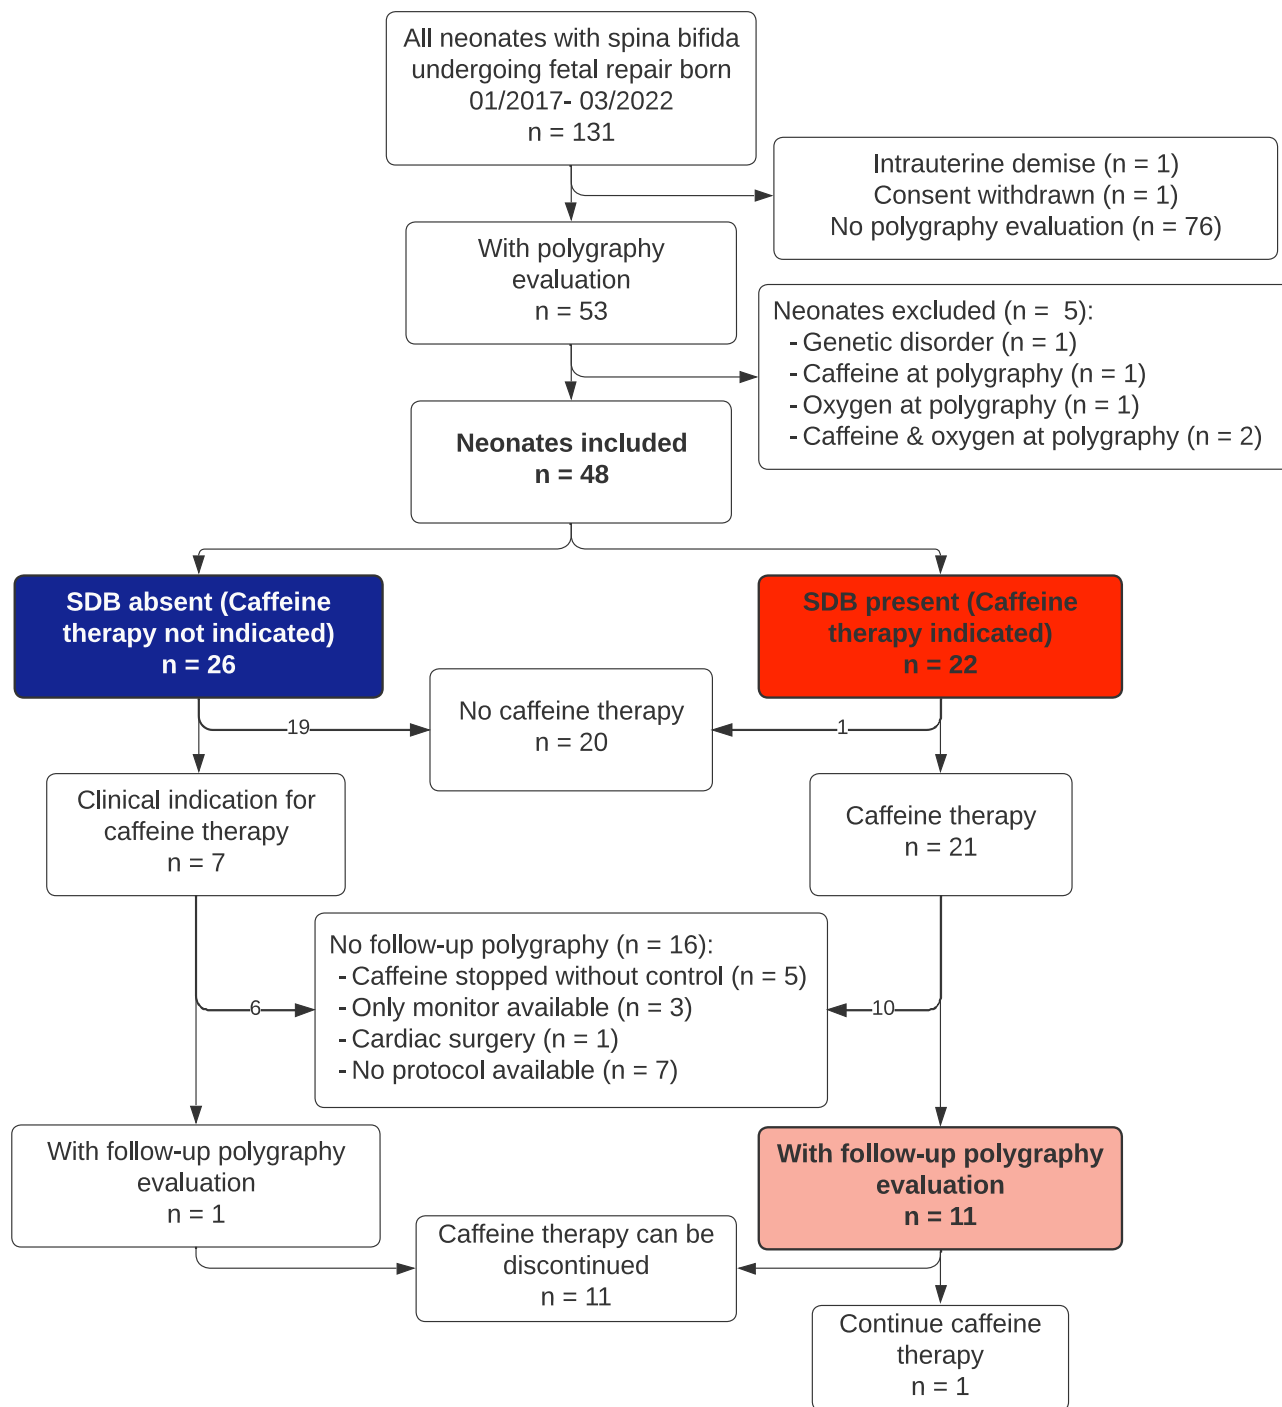 All neonates with spina bifida
undergoing fetal repair born
01/2017- 03/2022
n = 131
Intrauterine demise (n = 1)
Consent withdrawn (n = 1)
No polygraphy evaluation (n = 76)
With polygraphy
evaluation
n = 53
Neonates excluded (n =  5):
- Genetic disorder (n = 1)
- Caffeine at polygraphy (n = 1)
- Oxygen at polygraphy (n = 1)
- Caffeine & oxygen at polygraphy (n = 2)
Neonates included
n = 48
SDB absent (Caffeine
therapy not indicated)
n = 26
SDB present (Caffeine
therapy indicated)
n = 22
19
No caffeine therapy
n = 20
1
Clinical indication for
caffeine therapy
n = 7
Caffeine therapy
n = 21
No follow-up polygraphy (n = 16):
- Caffeine stopped without control (n = 5)
- Only monitor available (n = 3)
- Cardiac surgery (n = 1)
- No protocol available (n = 7)
6
10
With follow-up polygraphy
evaluation
n = 1
With follow-up polygraphy
evaluation
n = 11
Caffeine therapy can be
discontinued
n = 11
Continue caffeine
therapy
n = 1